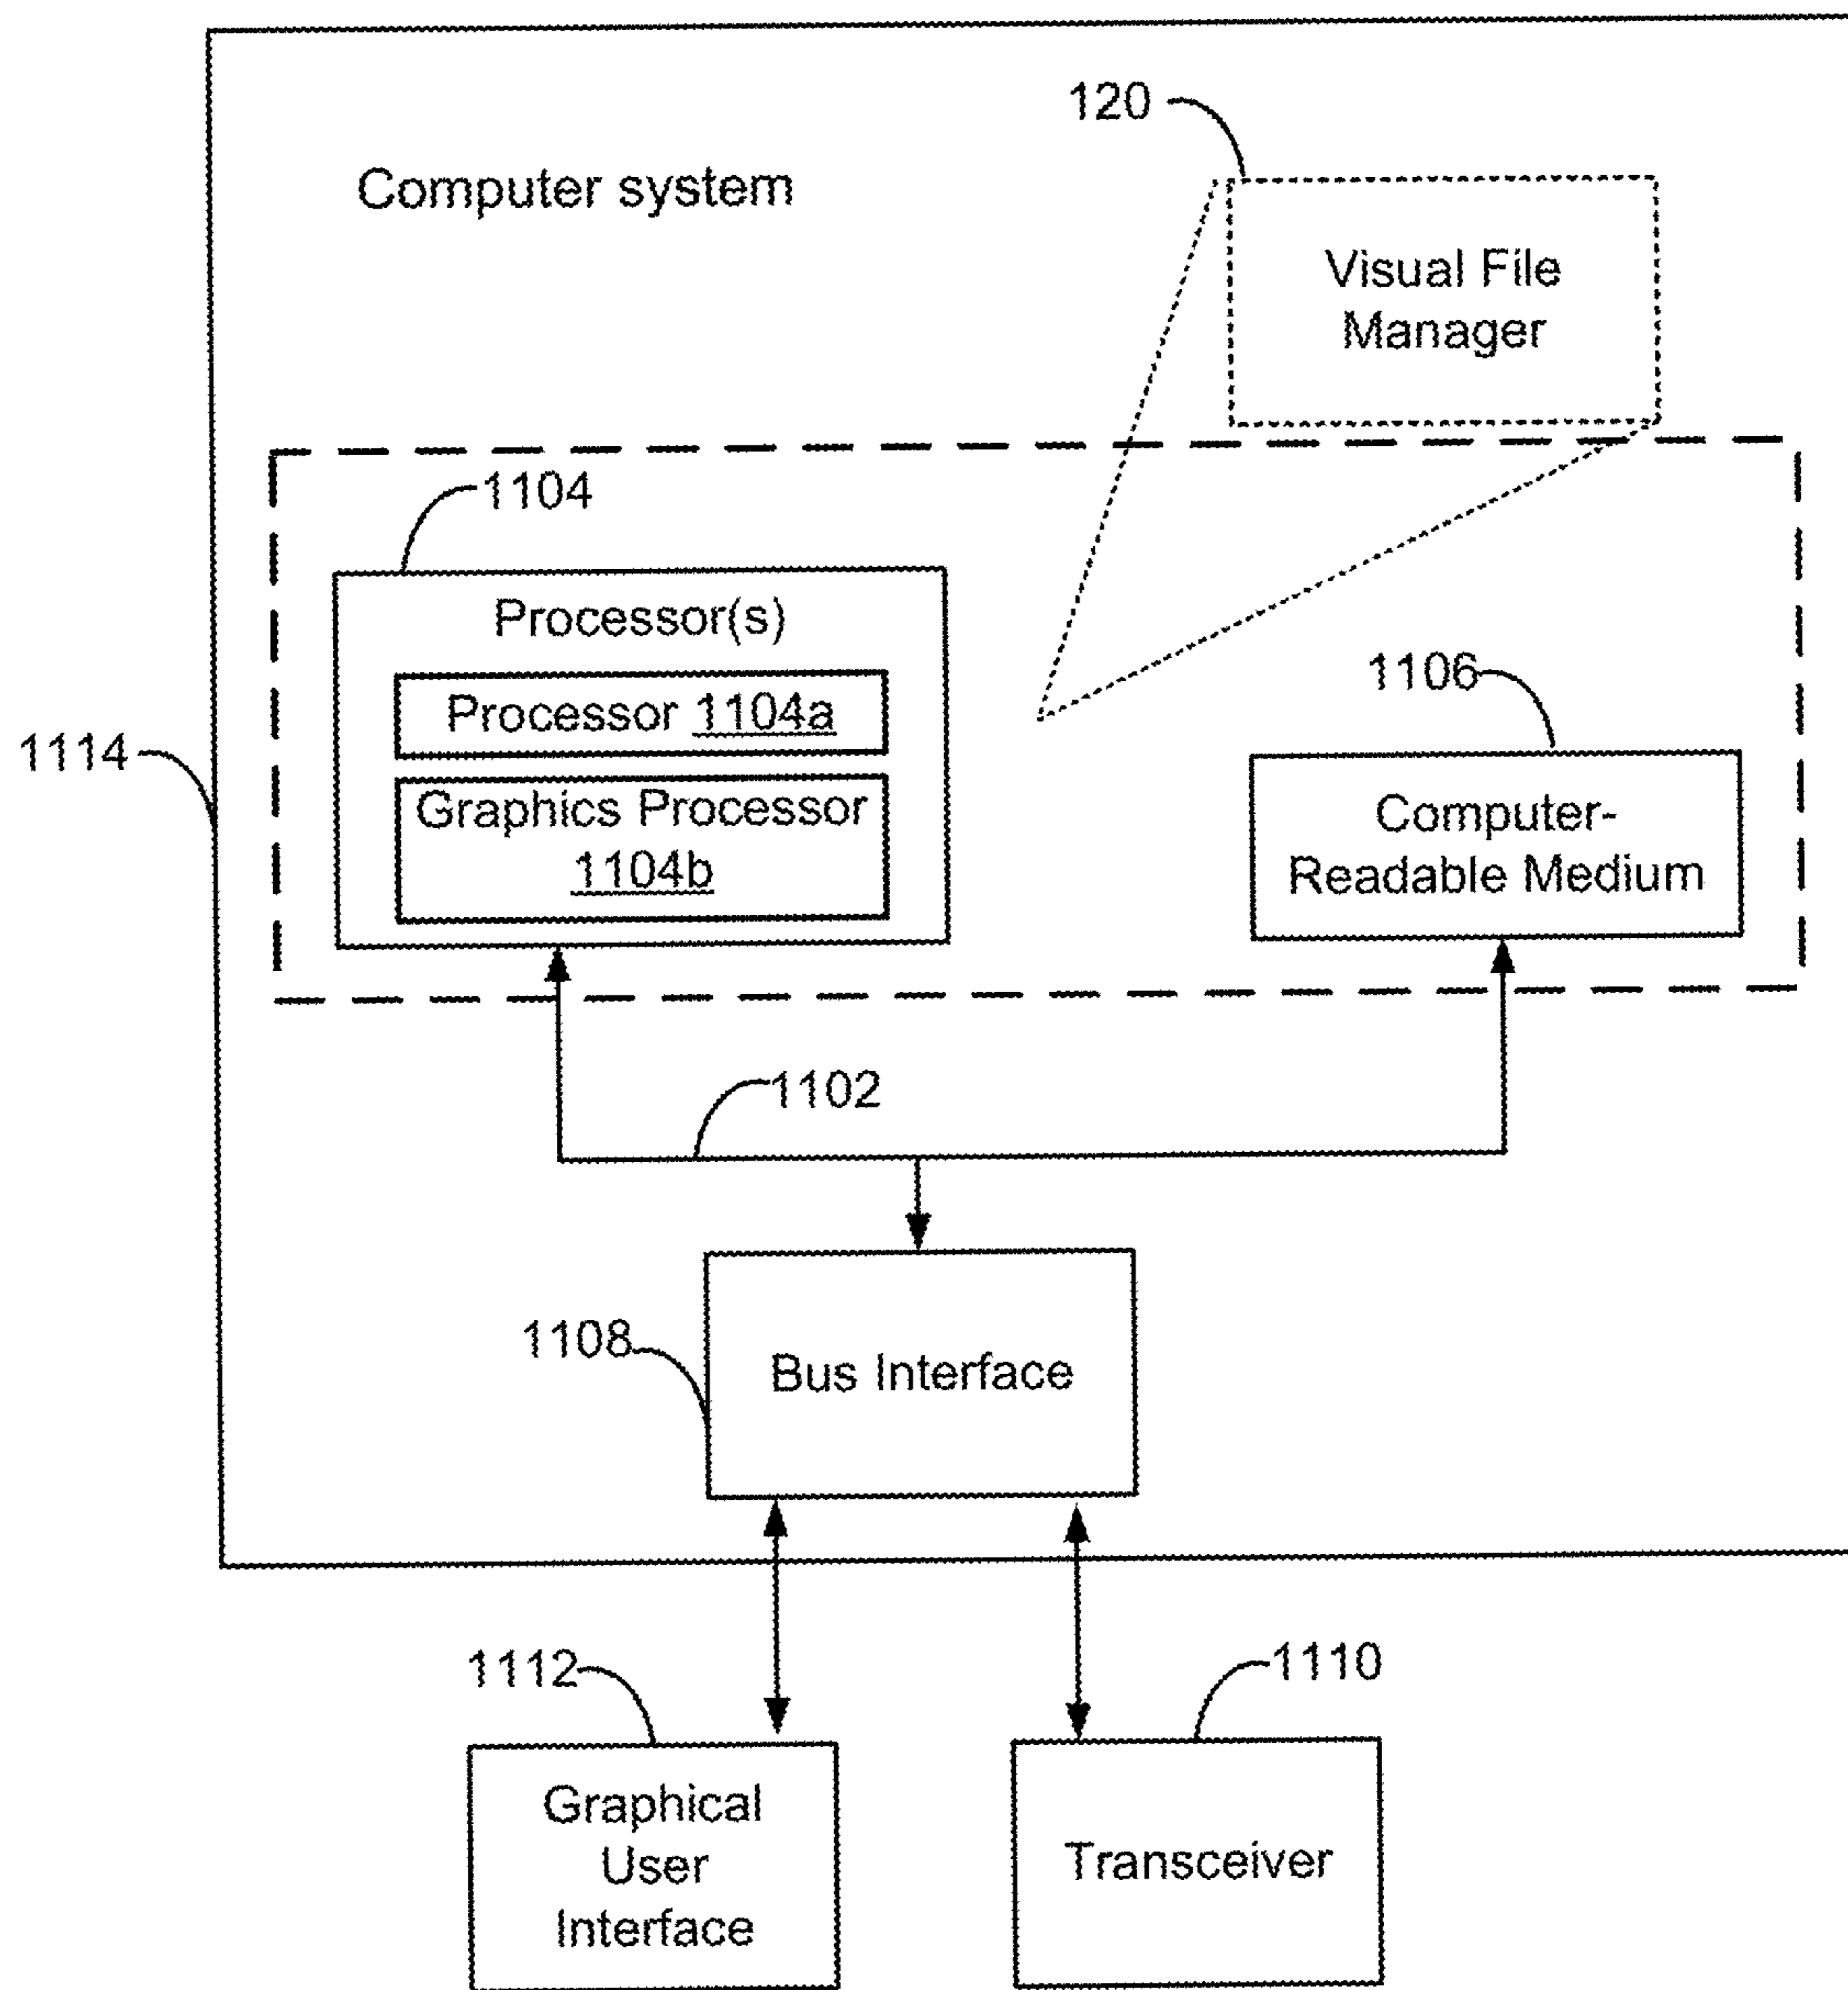 120
Computer system
Visual File
Manager
1104
Processor(s)
Processor 1104a
Graphics Processor
1104b
1106
Computer-
Readable Medium
1114
1102
1108
Bus Interface
1112
1110
Graphical
User
Interface
Transceiver